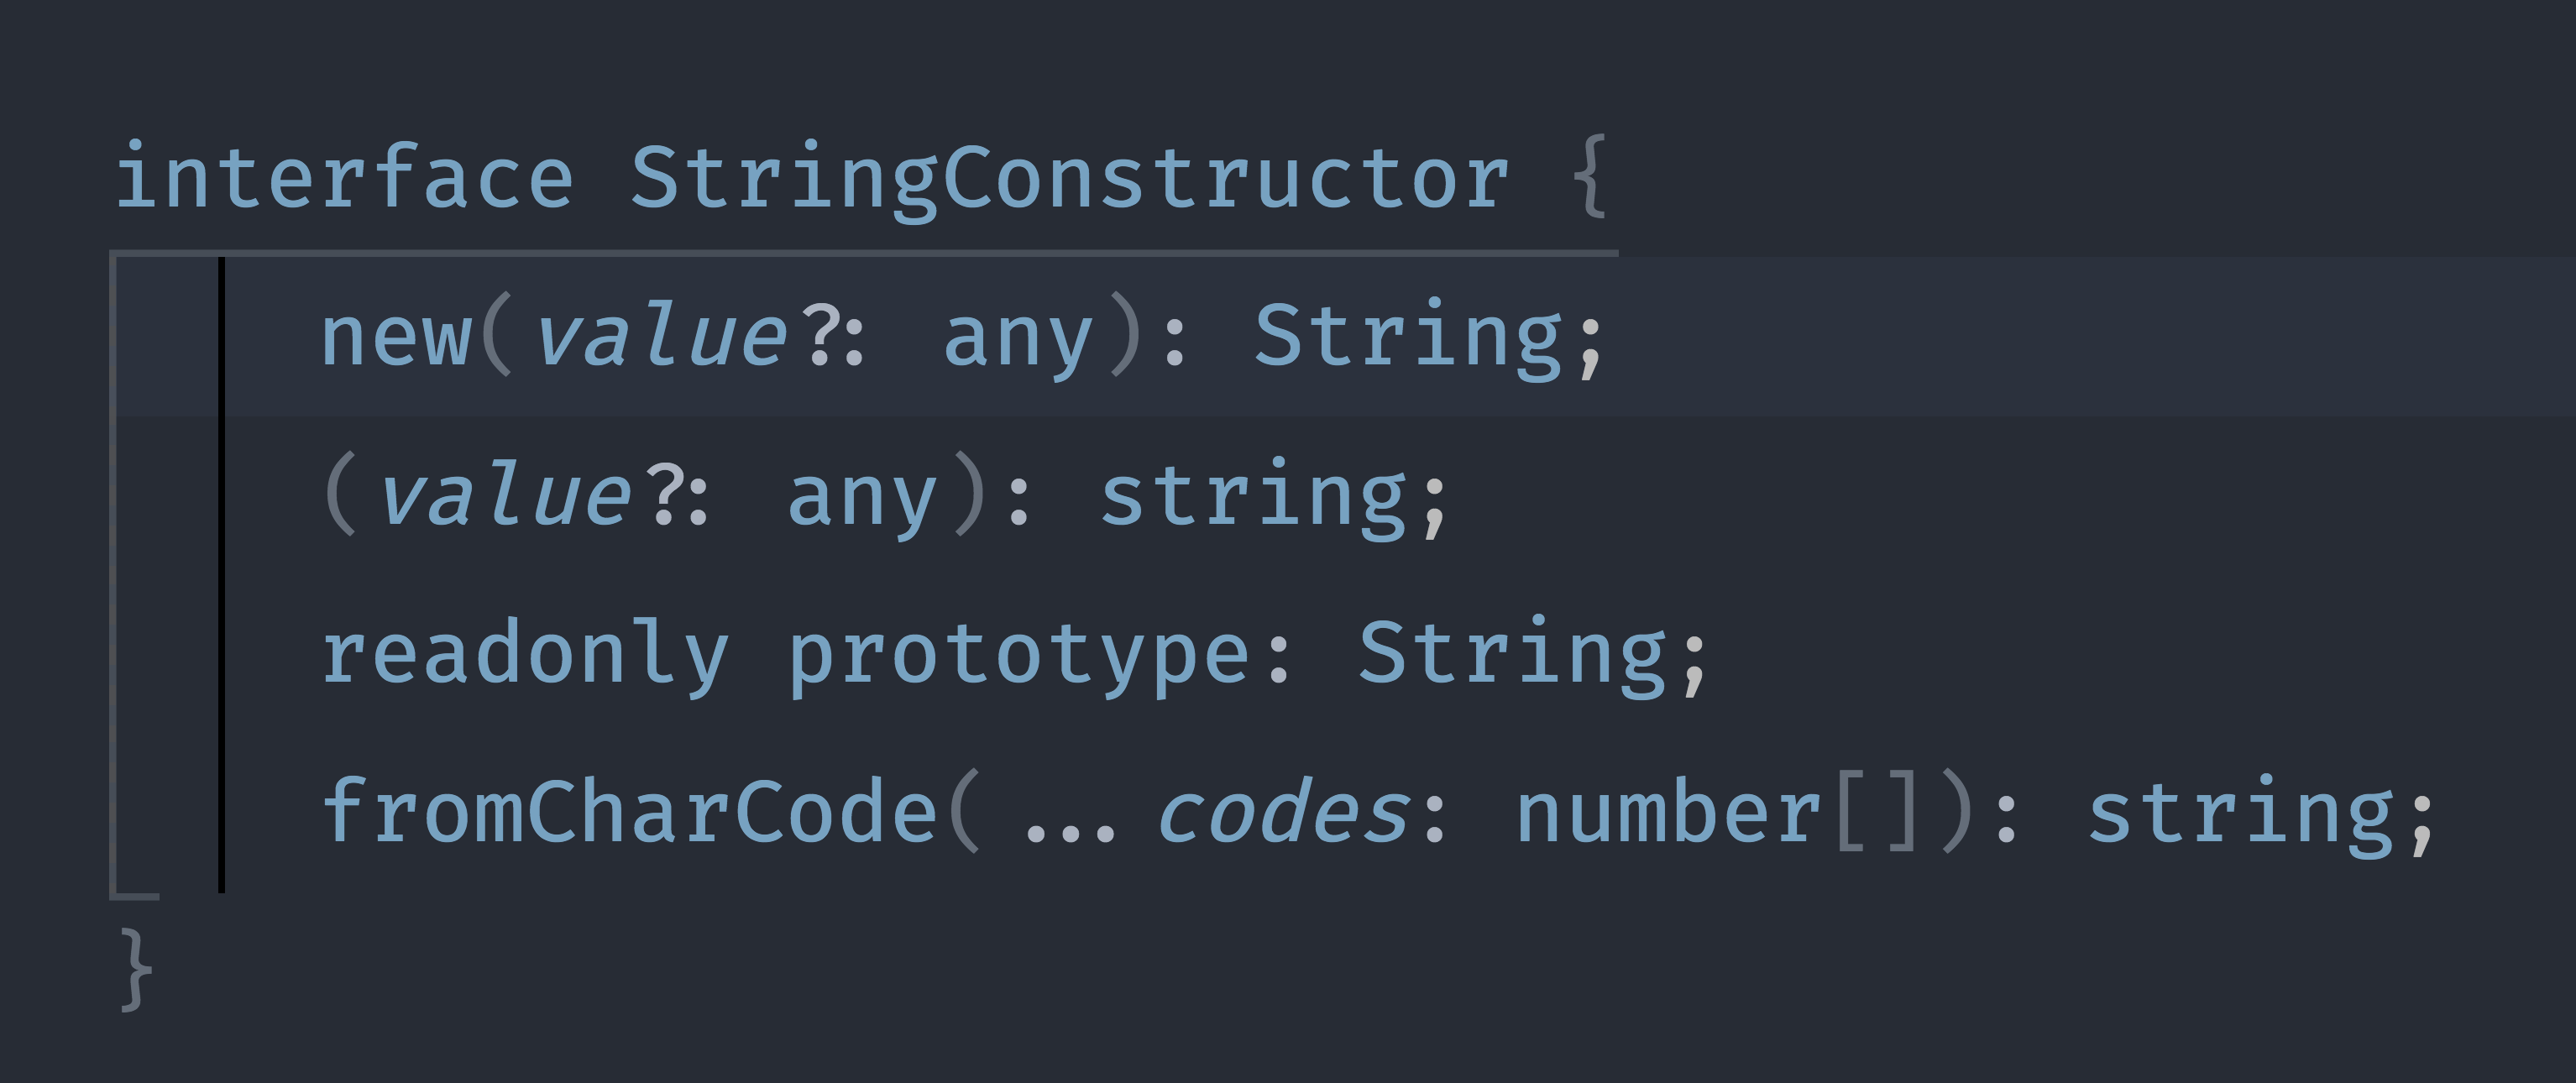 interface StringConstructor {
new(value?: any): String;
(value?: any): string;
readonly prototype: String;
fromCharCode(...codes: number[]): string;
}